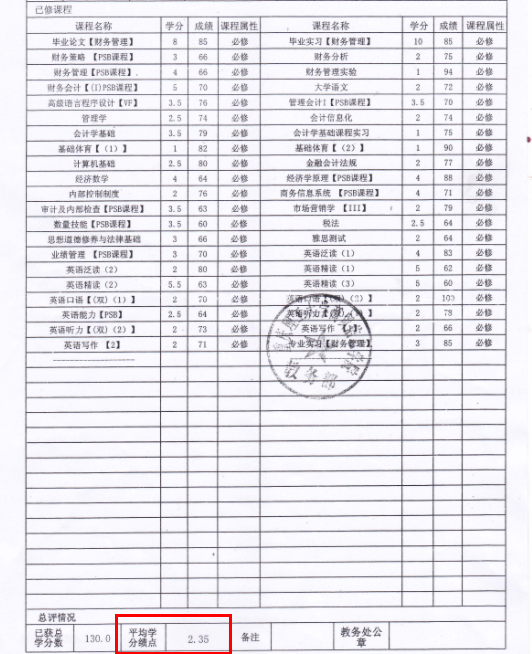 已修课程
课程名称 学分 成绩 课程属性 课程名称 学分 成绩 课程属性
毕业论文【财务管理】 8 85 必修 毕业实习【财务管理】 10 85 必修
财务策略 【PSB课程】 3 66 必修 财务分析 2 75 必修
财务管理【PSB课程】 4 66 必修 财务管理实验 1 94 必修
财务会计【(I)PSB课程】 5 70 必修 大学语文 2 72 必修
高级语言程序设计【VF】 3.5 76 必修 管理会计I【PSB课程】 3.5 70 必修
管理学 2.5 74 必修 会计信息化 2 74 必修
会计学基础 3.5 79 必修 会计学基础课程实习 1 75 必修
基础体育【(1)】 1 82 必修 基础体育【(2)】 1 90 必修
计算机基础 2.5 80 必修 金融会计法规 2 77 必修
经济数学 4 64 必修 经济学原理【PSB课程】 4 88 必修
内部控制制度 2 76 必修 商务信息系统 【PSB课程】 4 71 必修
审计及内部检查【PSB课程】 3.5 63 必修 市场营销学 【III】 2 79 必修
数量技能【PSB课程】 3.5 60 必修 税法 2.5 64 必修
思想道德修养与法律基础 3 66 必修 雅思测试 2 64 必修
业绩管理 【PSB课程】 3 70 必修 英语泛读(1) 4 83 必修
英语泛读(2) 2 80 必修 英语精读(1) 5 62 必修
英语精读(2) 5.5 63 必修 英语精读(3) 5 60 必修
英语口语【(双)(1)】 2 70 必修 英语口语【(双)(2)】 2 100 必修
英语能力【PSB】 2.5 64 必修 英语听力 2 78 必修
英语听力【(双)(2)】 2 73 必修 英语写作 2 66 必修
英语写作 【2】 2 71 必修 专业实习【财务管理】 3 85 必修
教务部
总评情况
已获总学分数 130.0 平均学分绩点 2.35 备注 教务处公章